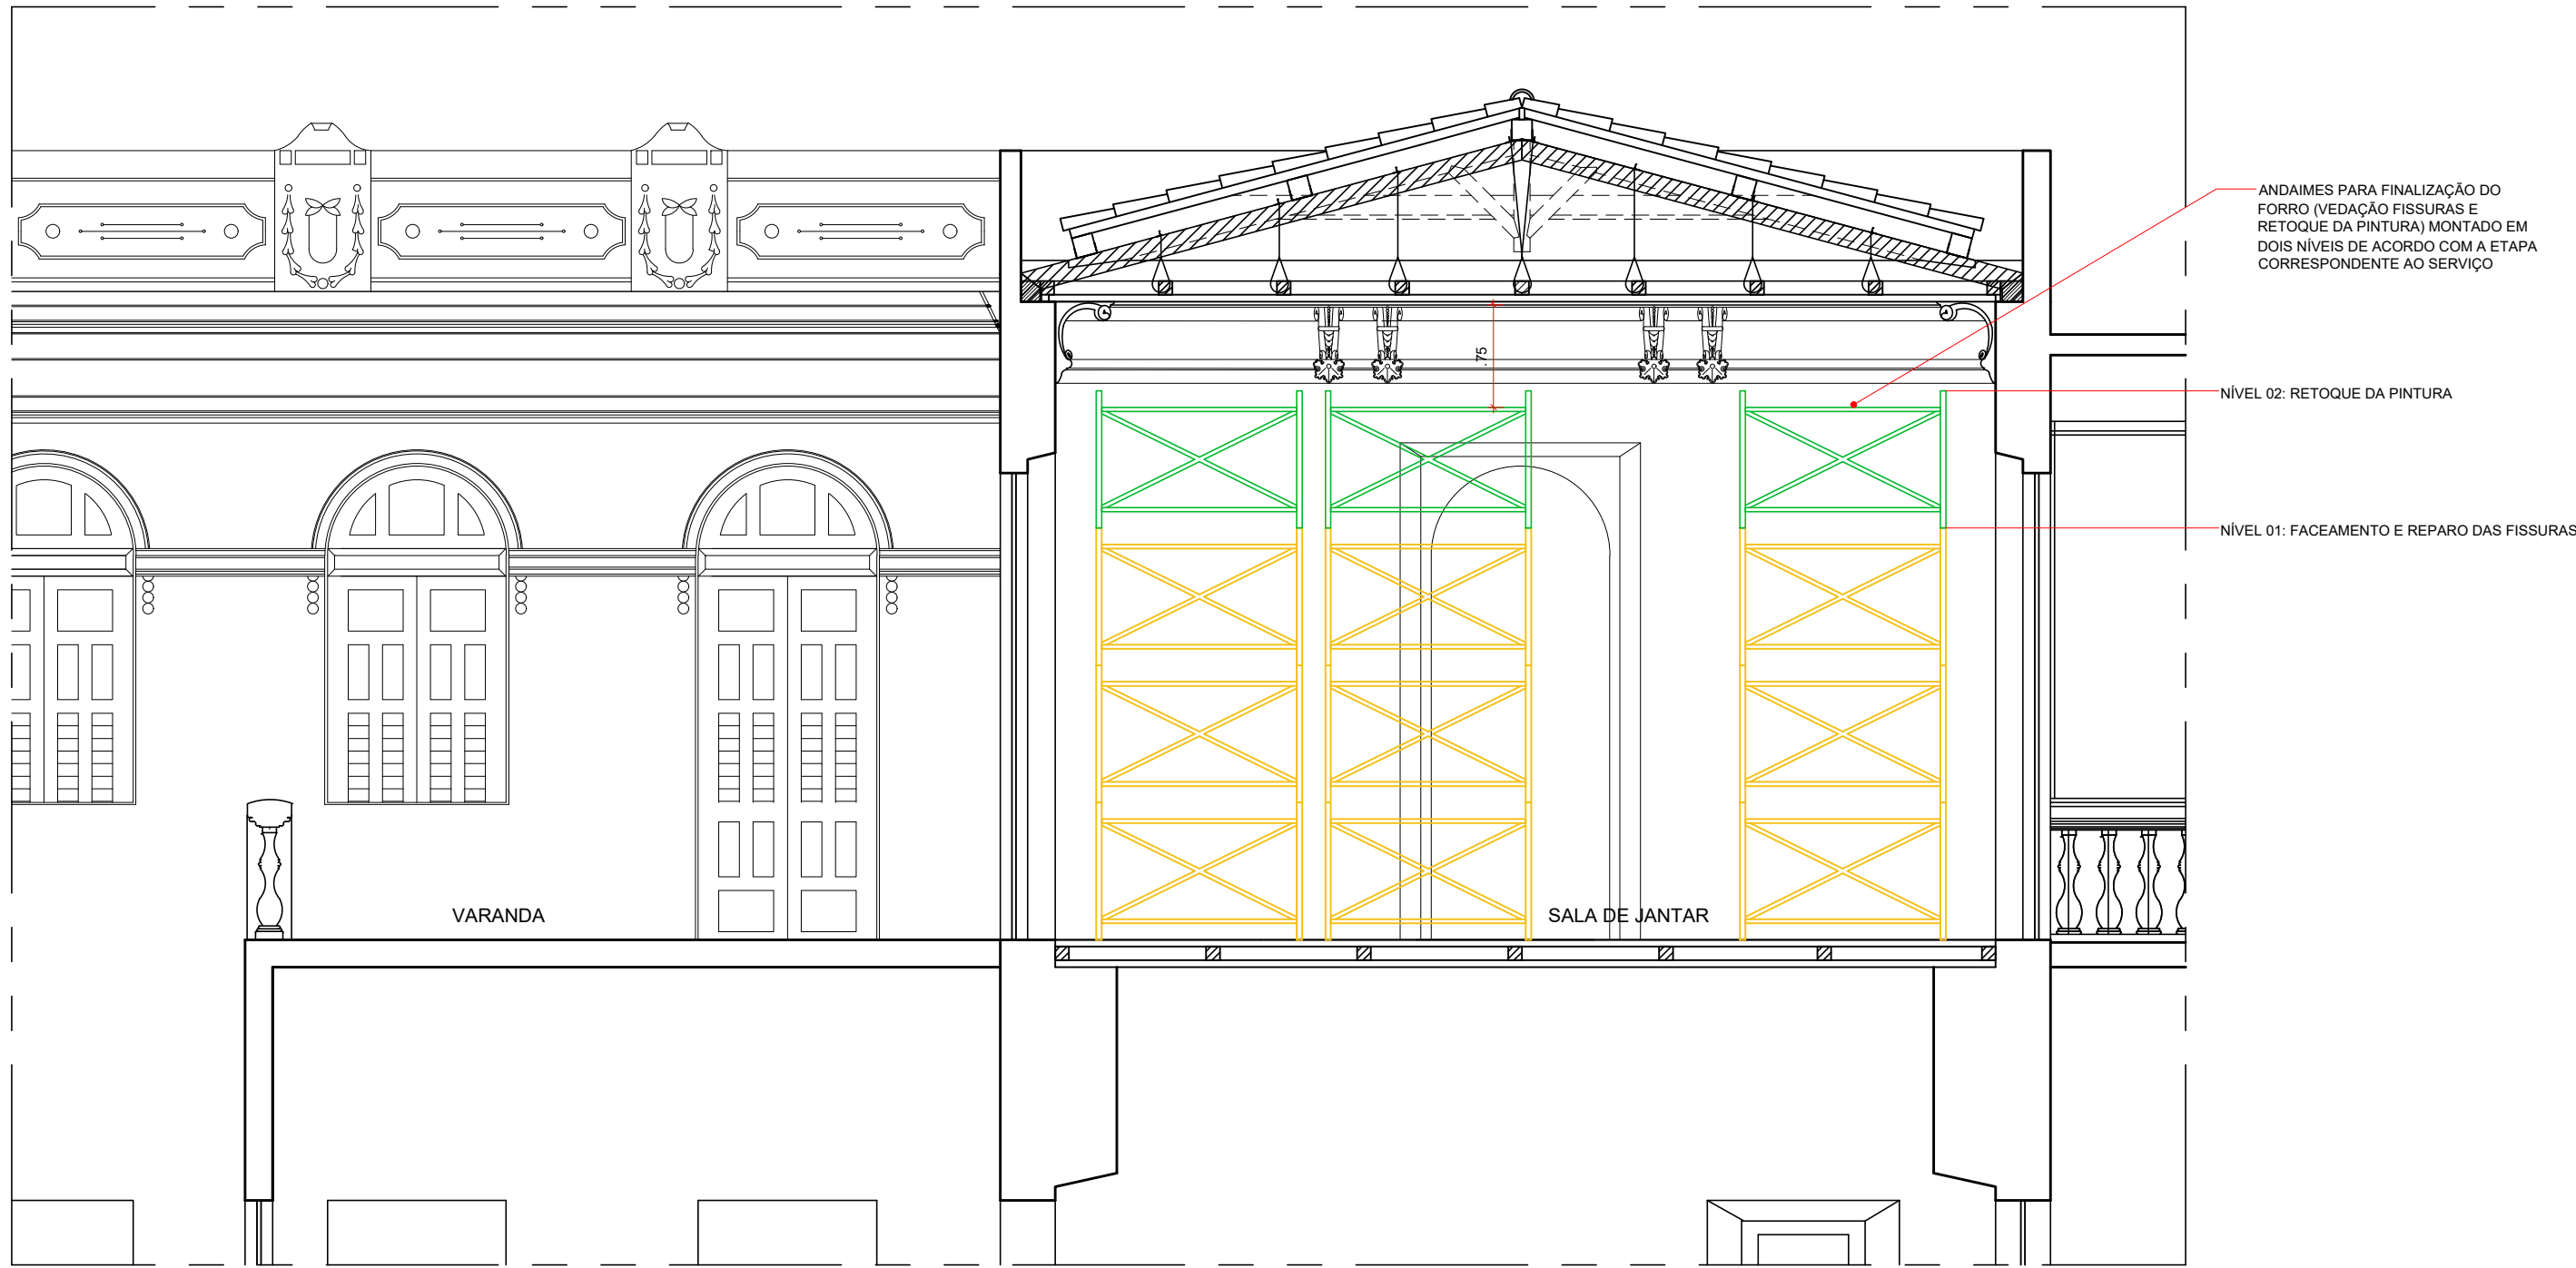 ANDAIMES PARA FINALIZAÇÃO DO
FORRO (VEDAÇÃO FISSURAS E
RETOQUE DA PINTURA) MONTADO EM
DOIS NÍVEIS DE ACORDO COM A ETAPA
CORRESPONDENTE AO SERVIÇO
.75
NÍVEL 02: RETOQUE DA PINTURA
NÍVEL 01: FACEAMENTO E REPARO DAS FISSURAS
VARANDA
SALA DE JANTAR